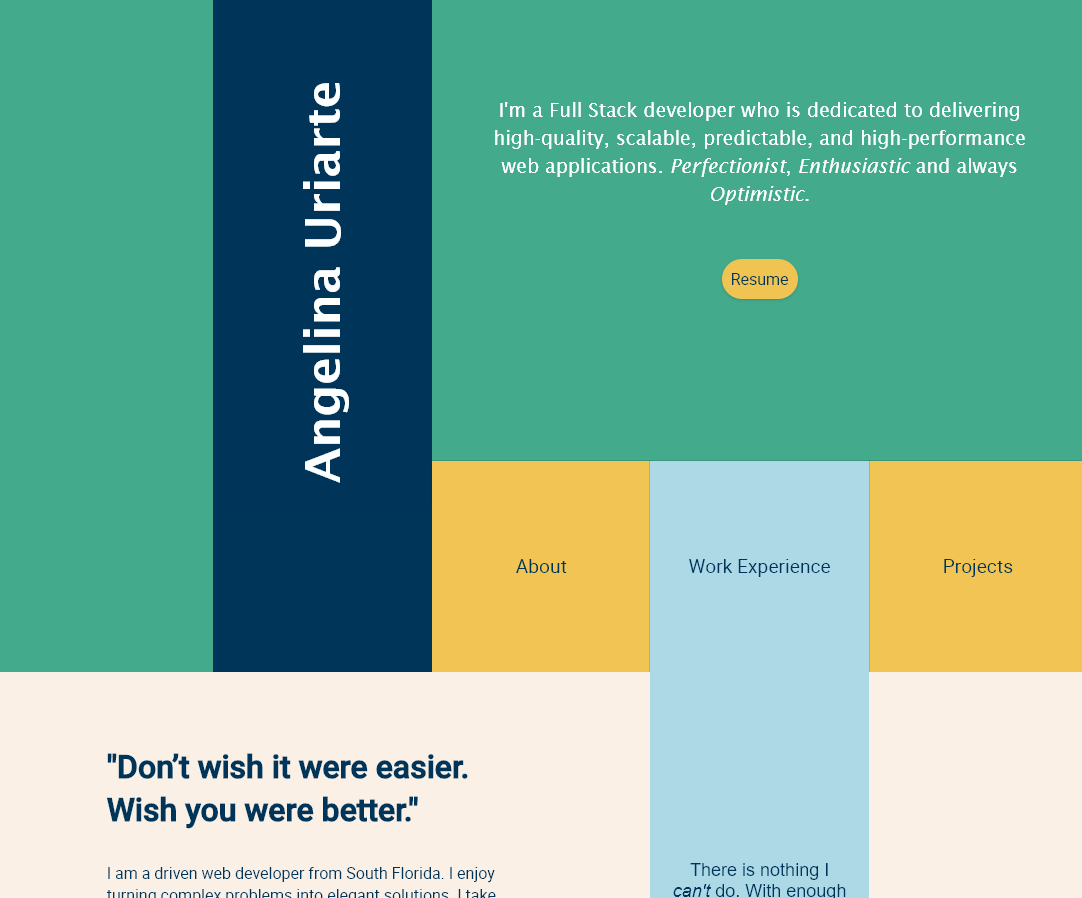 Angelina Uriarte
I'm a Full Stack developer who is dedicated to delivering
high-quality, scalable, predictable, and high-performance
web applications. Perfectionist, Enthusiastic and always
Optimistic.
Resume
About
Work Experience
Projects
"Don’t wish it were easier.
Wish you were better."
I am a driven web developer from South Florida. I enjoy
turning complex problems into elegant solutions. I take
There is nothing I
can't do. With enough